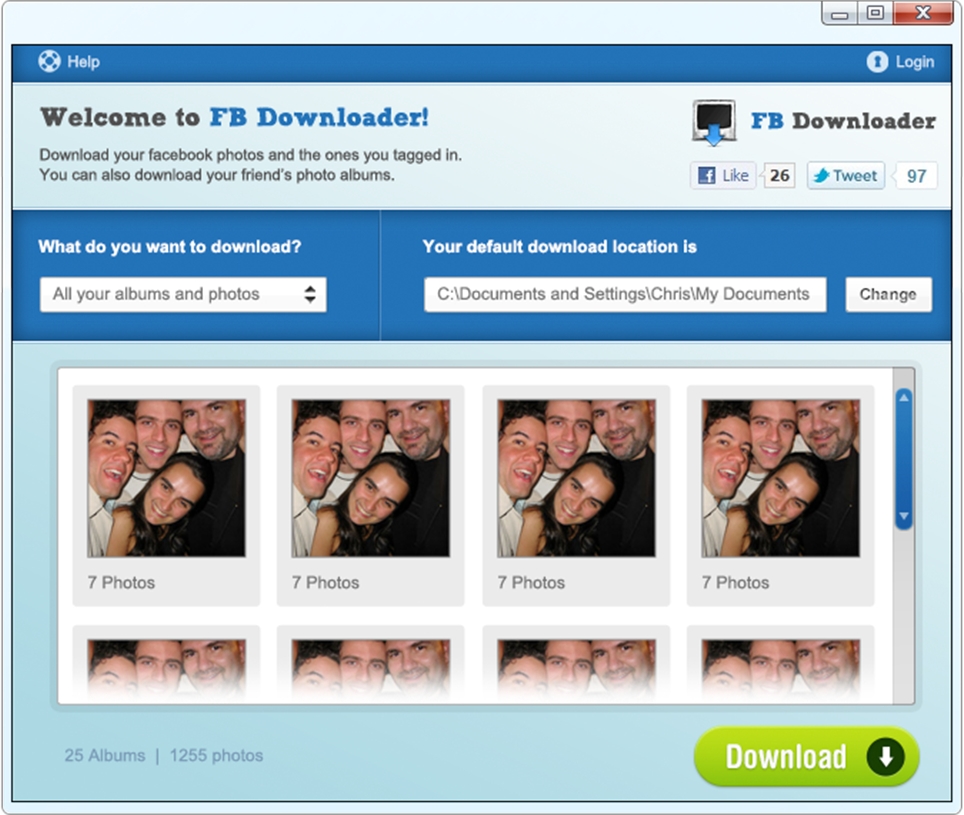 Help
Login
Welcome to FB Downloader!
FB Downloader
Download your facebook photos and the ones you tagged in.
You can also download your friend's photo albums.
f Like 26
Tweet 97
What do you want to download?
Your default download location is
All your albums and photos
C:\Documents and Settings\Chris\My Documents
Change
7 Photos
7 Photos
7 Photos
7 Photos
25 Albums | 1255 photos
Download